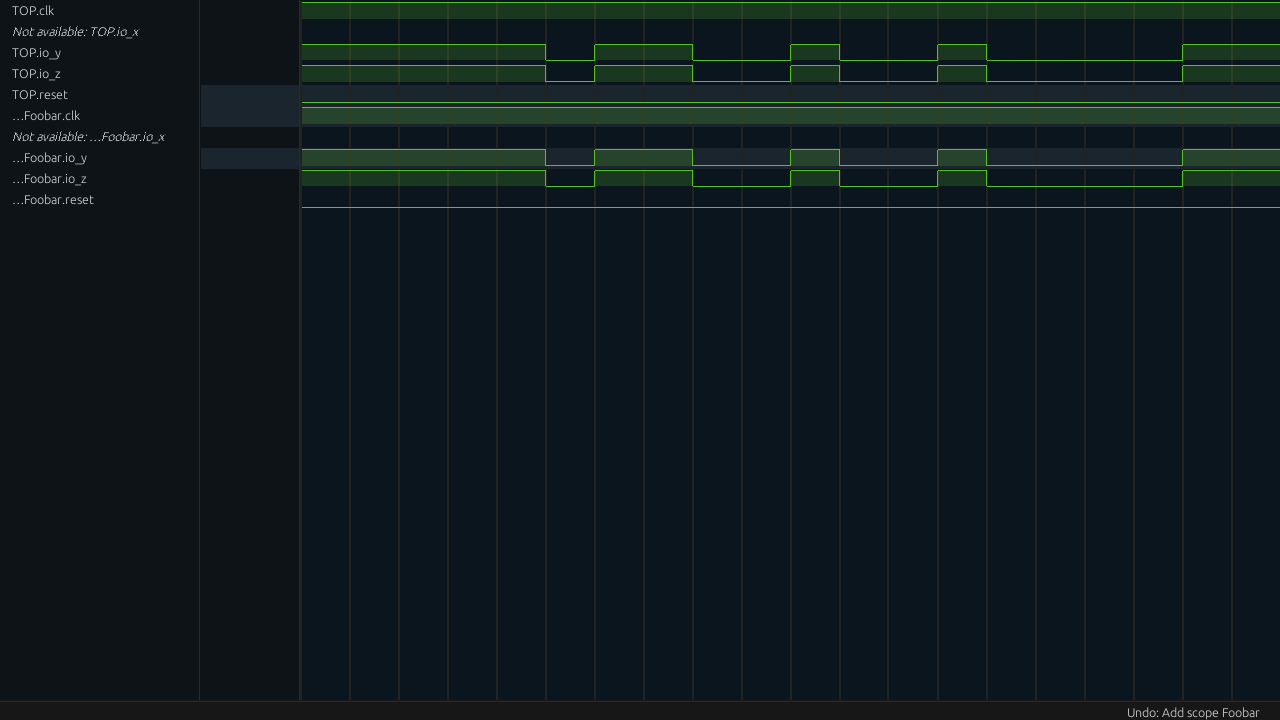 TOP.clk
Not available: TOP.io_x
TOP.io_y
TOP.io_z
TOP.reset
…Foobar.clk
Not available: …Foobar.io_x
…Foobar.io_y
…Foobar.io_z
…Foobar.reset
Undo: Add scope Foobar